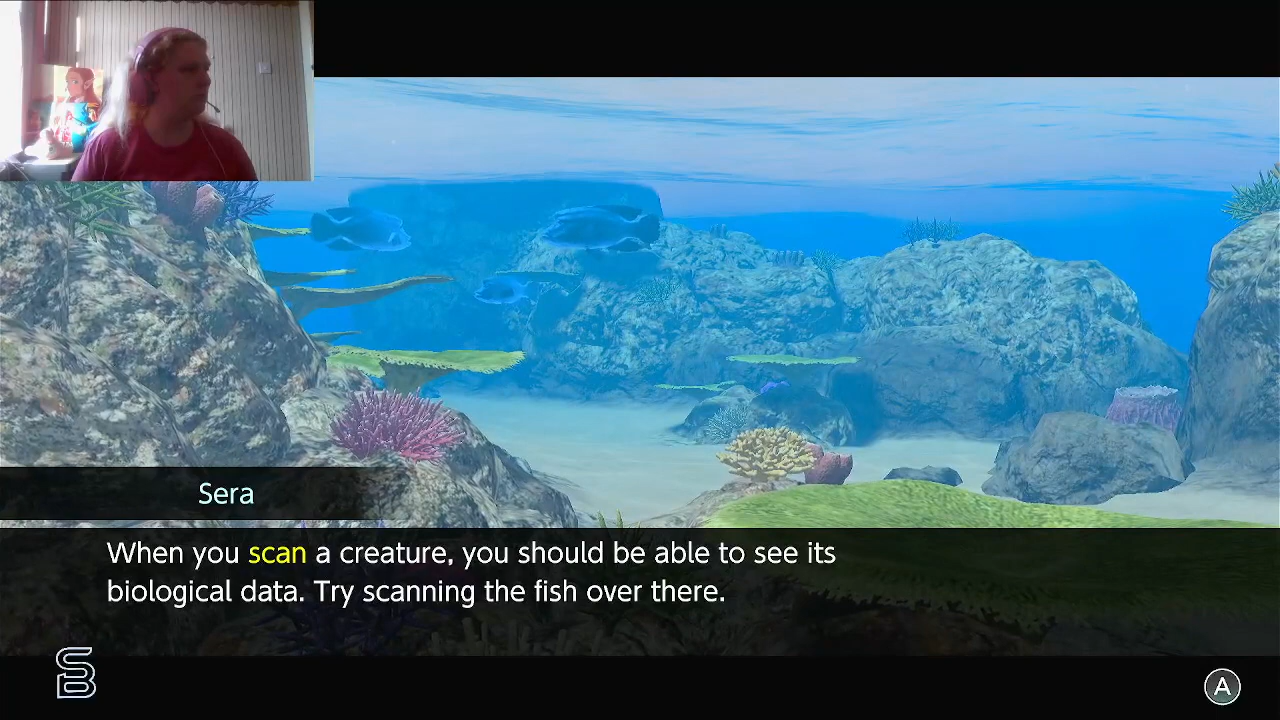 Sera
When you scan a creature, you should be able to see its
biological data. Try scanning the fish over there.
A